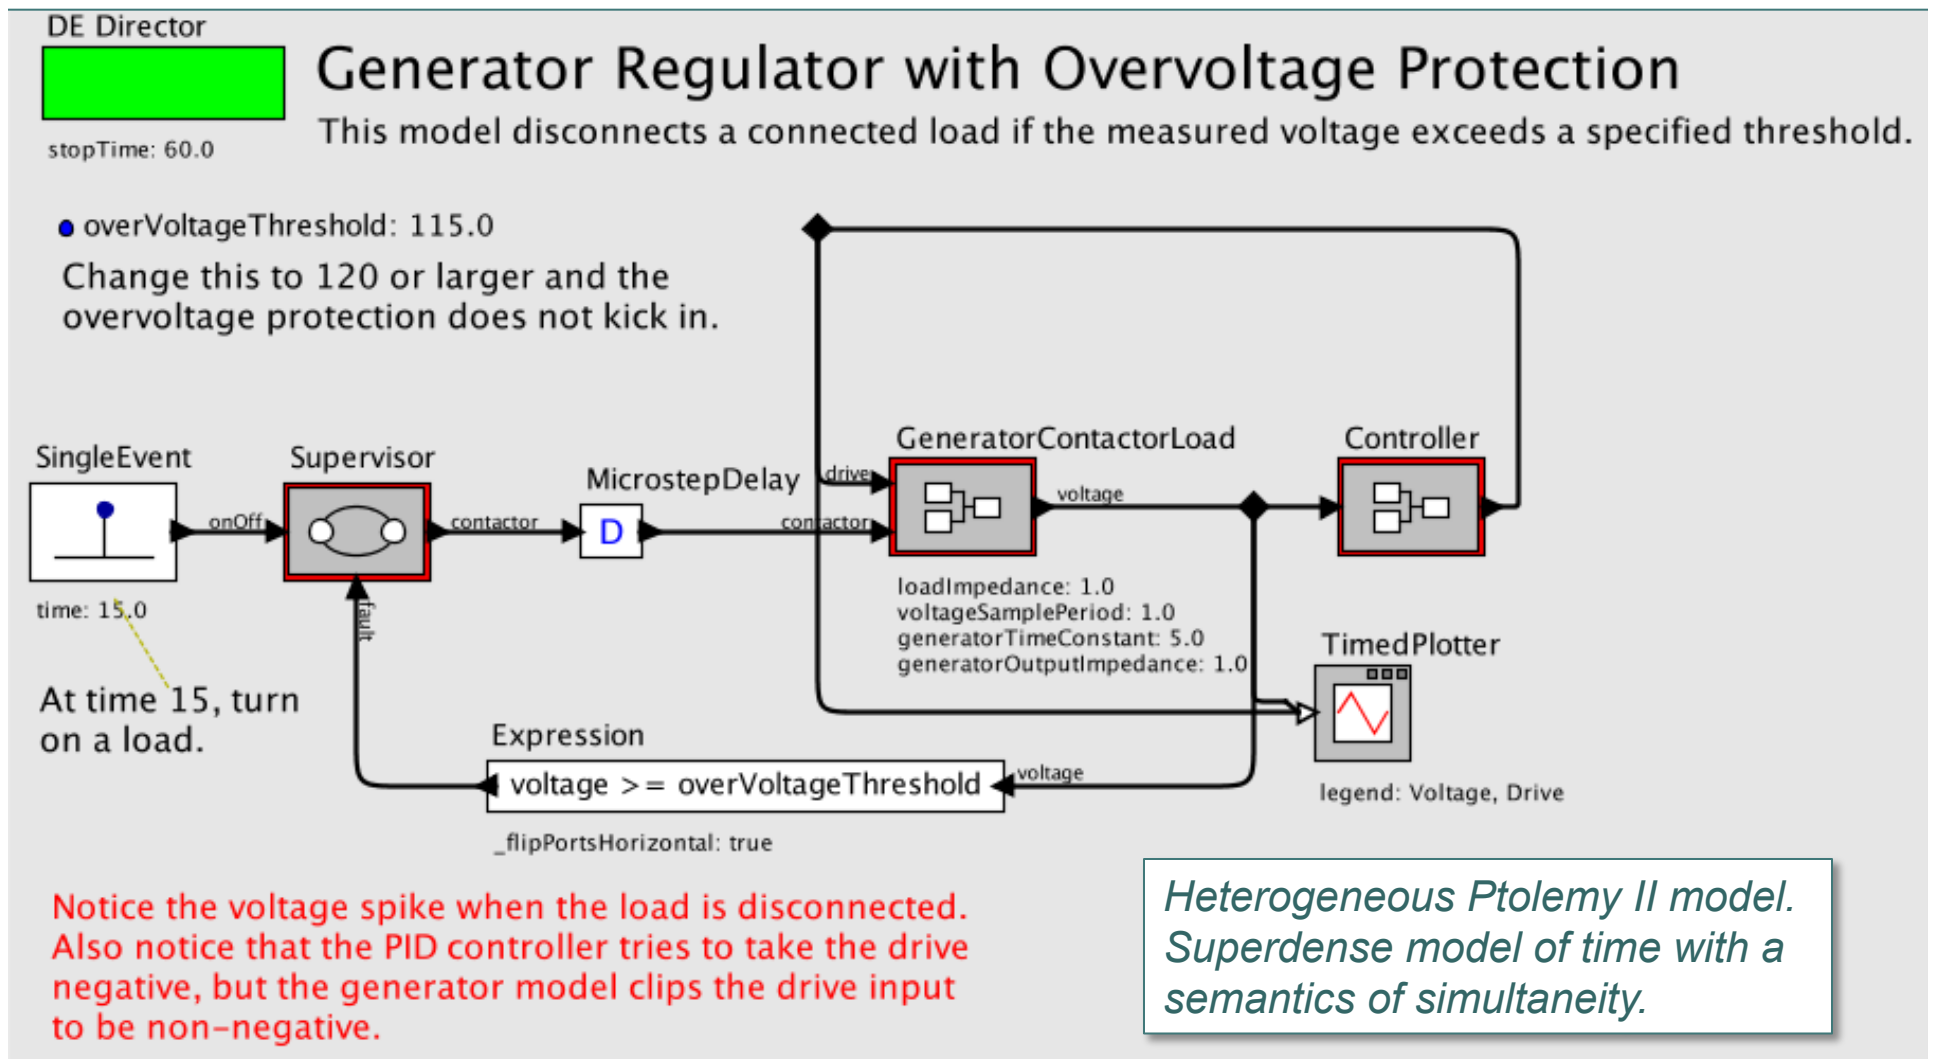 DE Director
Generator Regulator with Overvoltage Protection
This model disconnects a connected load if the measured voltage exceeds a specified threshold.
stopTime: 60.0
overVoltageThreshold: 115.0
Change this to 120 or larger and the
overvoltage protection does not kick in.
SingleEvent
Supervisor
MicrostepDelay
GeneratorContactorLoad
Controller
onOff
contactor
D
drive
contactor
voltage
time: 15.0
fault
loadImpedance: 1.0
voltageSamplePeriod: 1.0
generatorTimeConstant: 5.0
generatorOutputImpedance: 1.0
At time 15, turn
on a load.
TimedPlotter
Expression
voltage >= overVoltageThreshold
voltage
legend: Voltage, Drive
_flipPortsHorizontal: true
Notice the voltage spike when the load is disconnected.
Also notice that the PID controller tries to take the drive
negative, but the generator model clips the drive input
to be non-negative.
Heterogeneous Ptolemy II model.
Superdense model of time with a
semantics of simultaneity.